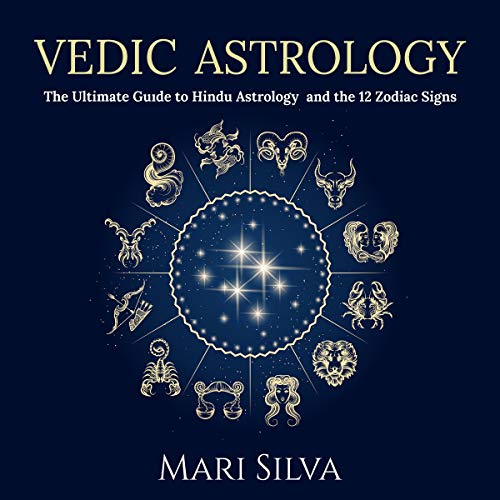 VEDIC ASTROLOGY
The Ultimate Guide to Hindu Astrology and the 12 Zodiac Signs
MARI SILVA